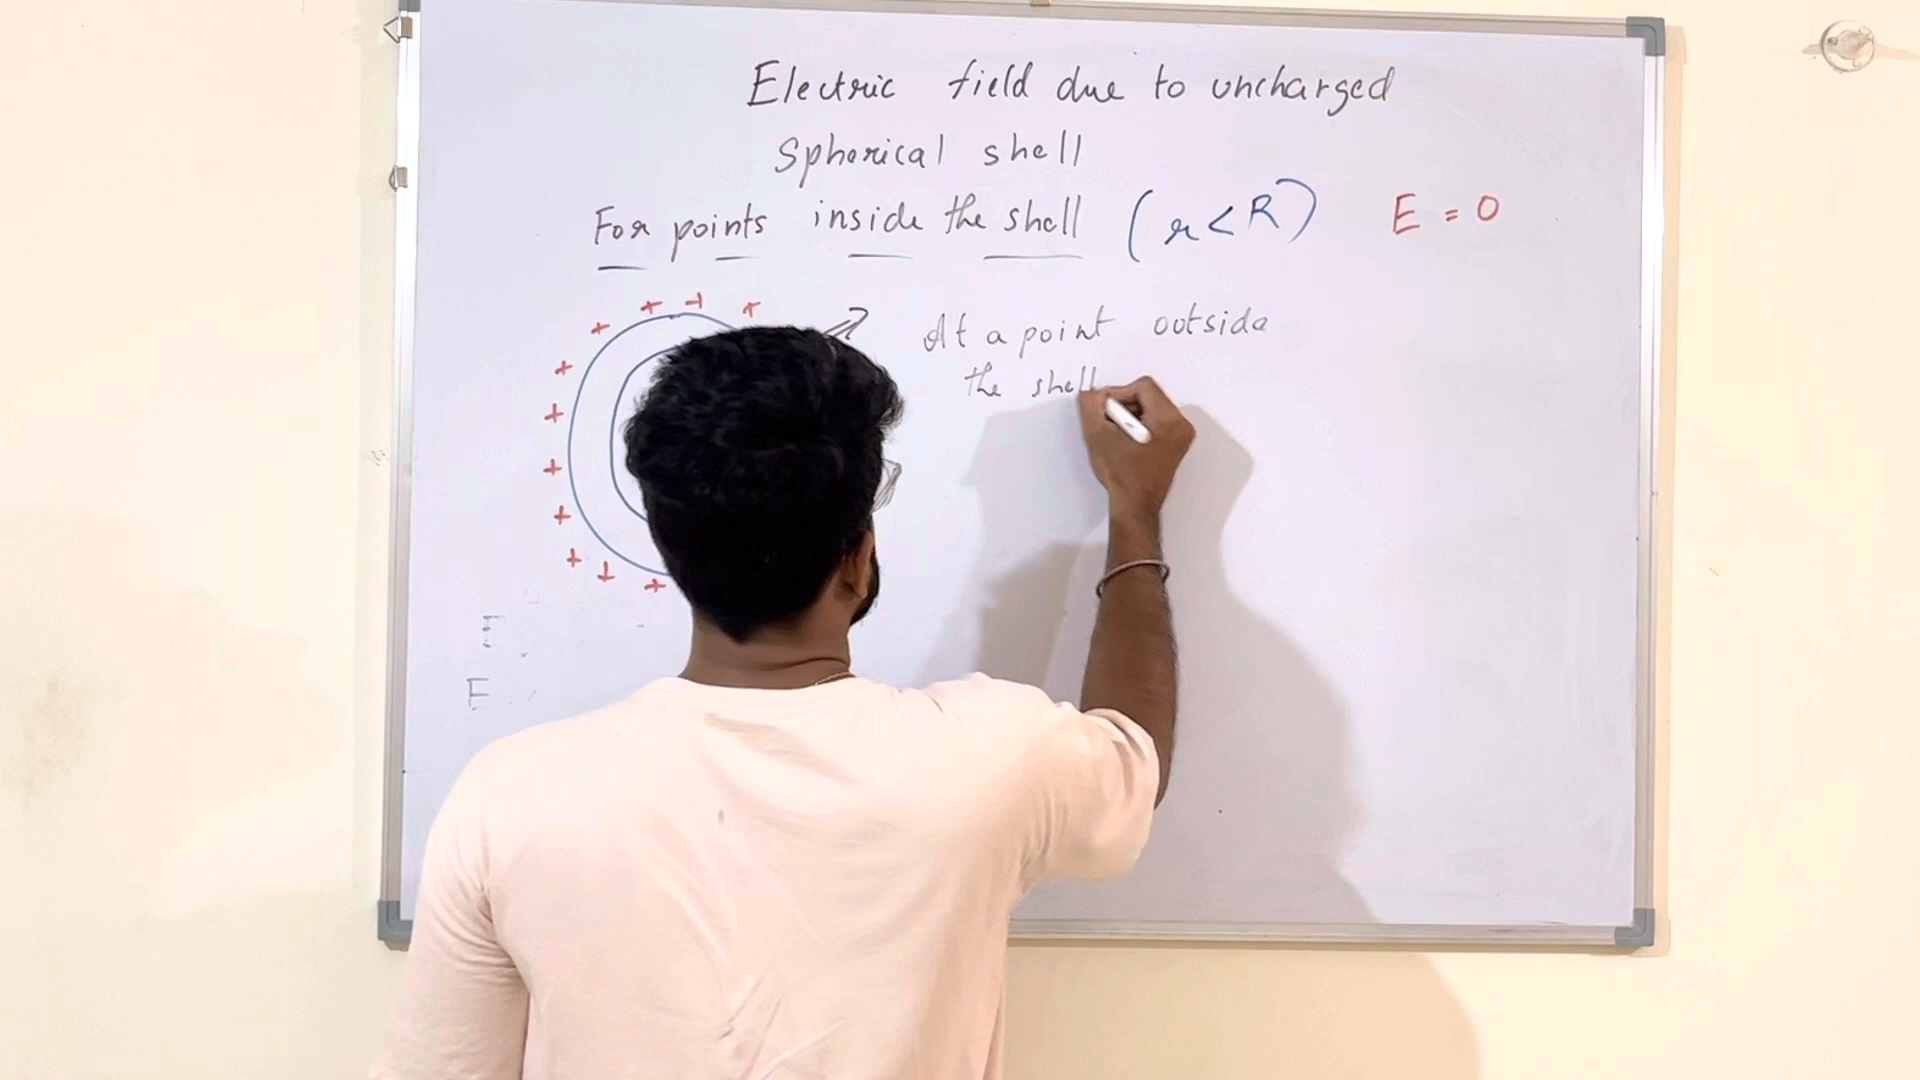 Electric field due to uncharged
Spherical shell
For points inside the shell (r<R) E = 0
+ + + + + + + + + + + +
At a point outside
the shell
E
E